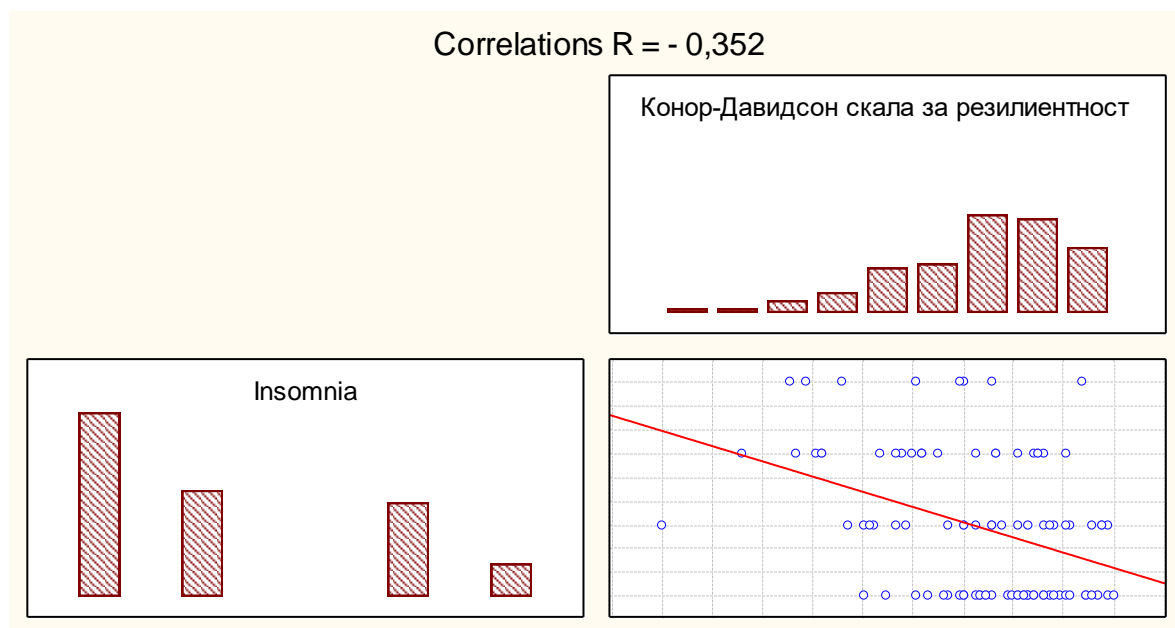 Correlations R = - 0,352
Конор-Давидсон скала за резилиентност
Insomnia